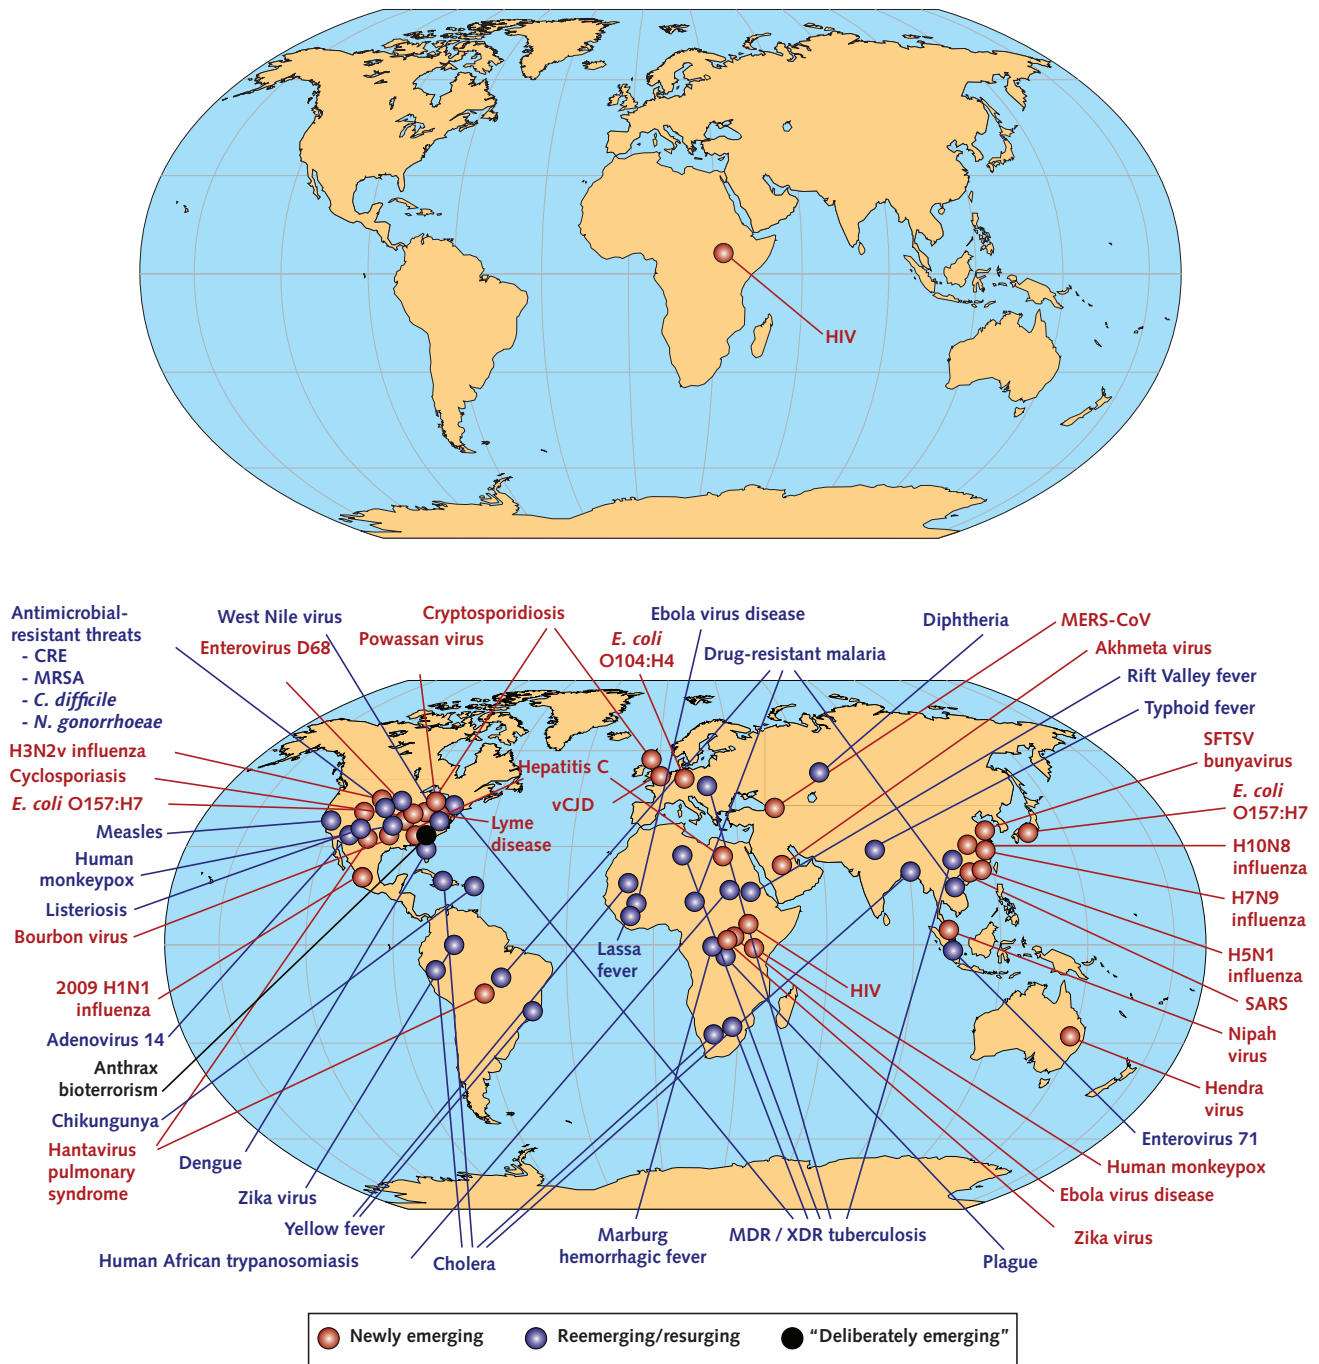 HIV
Antimicrobial-
resistant threats
- CRE
- MRSA
- C. difficile
- N. gonorrhoeae
West Nile virus
Enterovirus D68
Cryptosporidiosis
Powassan virus
E. coli
O104:H4
Ebola virus disease
Drug-resistant malaria
Diphtheria
MERS-CoV
Akhmeta virus
Rift Valley fever
Typhoid fever
SFTSV
bunyavirus
E. coli
O157:H7
H10N8
influenza
H7N9
influenza
H5N1
influenza
SARS
Nipah
virus
Hendra
virus
Enterovirus 71
Human monkeypox
Ebola virus disease
Zika virus
Plague
MDR / XDR tuberculosis
Marburg
hemorrhagic fever
Cholera
Human African trypanosomiasis
Yellow fever
Zika virus
Dengue
Hantavirus
pulmonary
syndrome
Chikungunya
Anthrax
bioterrorism
Adenovirus 14
2009 H1N1
influenza
Bourbon virus
Listeriosis
Human
monkeypox
Measles
E. coli O157:H7
Cyclosporiasis
H3N2v influenza
Hepatitis C
vCJD
Lyme
disease
Lassa
fever
HIV
Newly emerging
Reemerging/resurging
“Deliberately emerging”